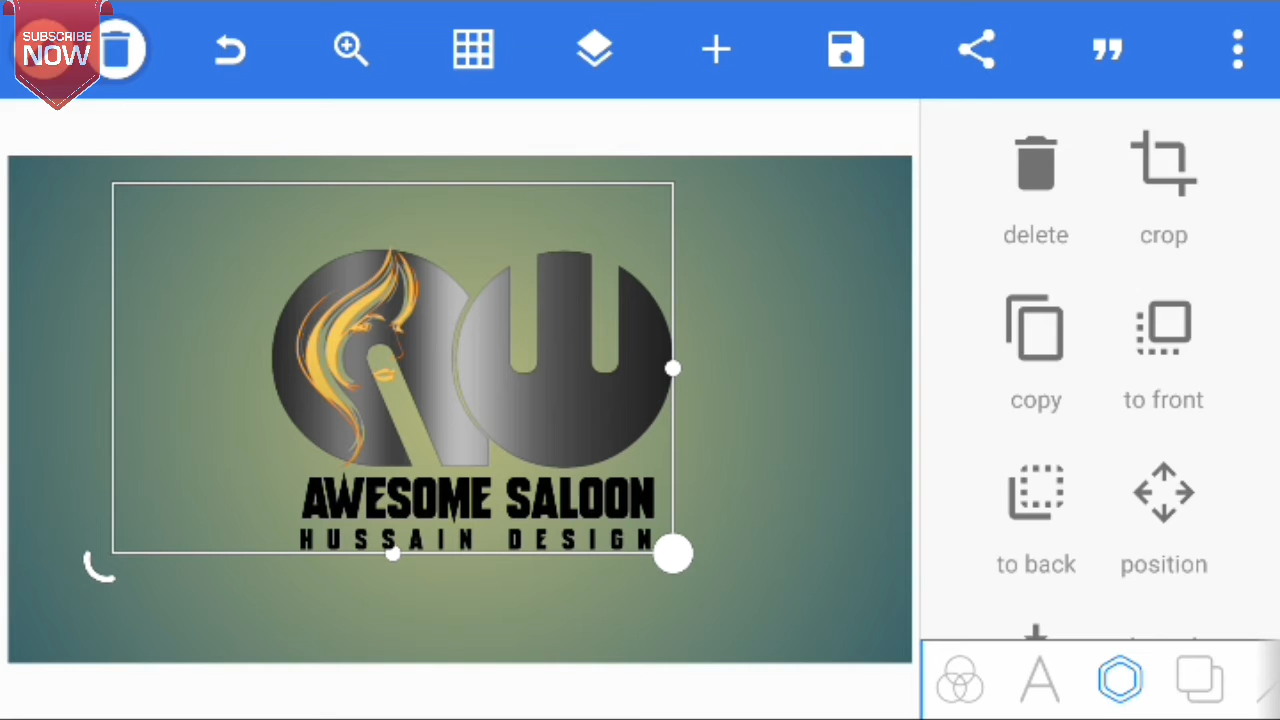 SUBSCRIBE
NOW
delete
crop
copy
to front
AWESOME SALOON
HUSSAIN DESIGN
to back
position